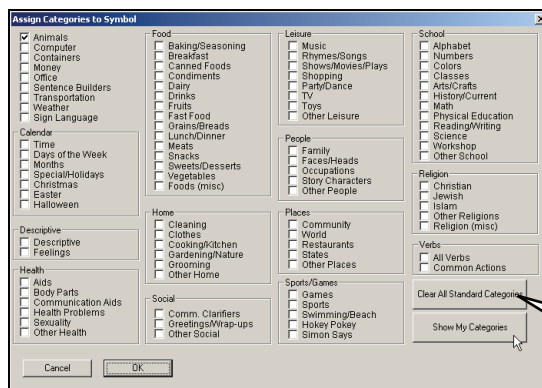 Assign Categories to Symbol
Animals
Computer
Containers
Money
Office
Sentence Builders
Transportation
Weather
Sign Language
Calendar
Time
Days of the Week
Months
Special/Holidays
Christmas
Easter
Halloween
Descriptive
Descriptive
Feelings
Health
Aids
Body Parts
Communication Aids
Health Problems
Sexuality
Other Health
Food
Baking/Seasoning
Breakfast
Canned Foods
Condiments
Dairy
Drinks
Fruits
Fast Food
Grains/Breads
Lunch/Dinner
Meats
Snacks
Sweets/Desserts
Vegetables
Foods (misc)
Home
Cleaning
Clothes
Cooking/Kitchen
Gardening/Nature
Grooming
Other Home
Social
Comm. Clarifiers
Greetings/Wrap-ups
Other Social
Leisure
Music
Rhymes/Songs
Shows/Movies/Plays
Shopping
Party/Dance
TV
Toys
Other Leisure
People
Family
Faces/Heads
Occupations
Story Characters
Other People
Places
Community
World
Restaurants
States
Other Places
Sports/Games
Games
Sports
Swimming/Beach
Hokey Pokey
Simon Says
School
Alphabet
Numbers
Colors
Classes
Arts/Crafts
History/Current
Math
Physical Education
Reading/Writing
Science
Workshop
Other School
Religion
Christian
Jewish
Islam
Other Religions
Religion (misc)
Verbs
All Verbs
Common Actions
Clear All Standard Categories
Show My Categories
Cancel
OK